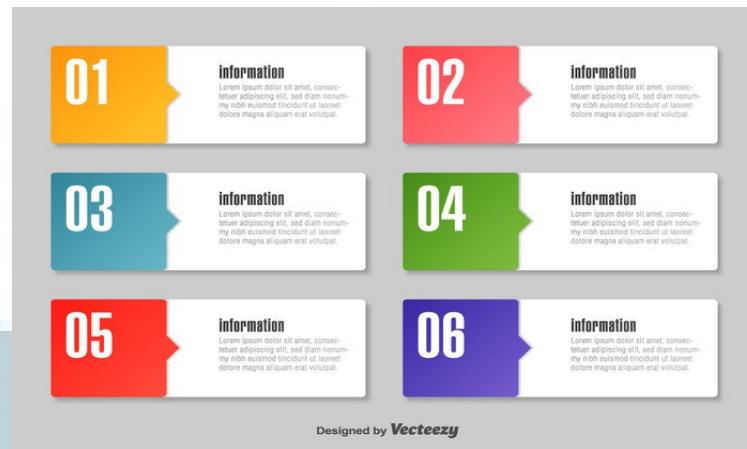 01
information
Lorem ipsum dolor sit amet, consec-
tetuer adipiscing elit, sed diam nonum-
my nibh euismod tincidunt ut laoreet
dolore magna aliquam erat volutpat.
02
information
Lorem ipsum dolor sit amet, consec-
tetuer adipiscing elit, sed diam nonum-
my nibh euismod tincidunt ut laoreet
dolore magna aliquam erat volutpat.
03
information
Lorem ipsum dolor sit amet, consec-
tetuer adipiscing elit, sed diam nonum-
my nibh euismod tincidunt ut laoreet
dolore magna aliquam erat volutpat.
04
information
Lorem ipsum dolor sit amet, consec-
tetuer adipiscing elit, sed diam nonum-
my nibh euismod tincidunt ut laoreet
dolore magna aliquam erat volutpat.
05
information
Lorem ipsum dolor sit amet, consec-
tetuer adipiscing elit, sed diam nonum-
my nibh euismod tincidunt ut laoreet
dolore magna aliquam erat volutpat.
06
information
Lorem ipsum dolor sit amet, consec-
tetuer adipiscing elit, sed diam nonum-
my nibh euismod tincidunt ut laoreet
dolore magna aliquam erat volutpat.
Designed by Vecteezy